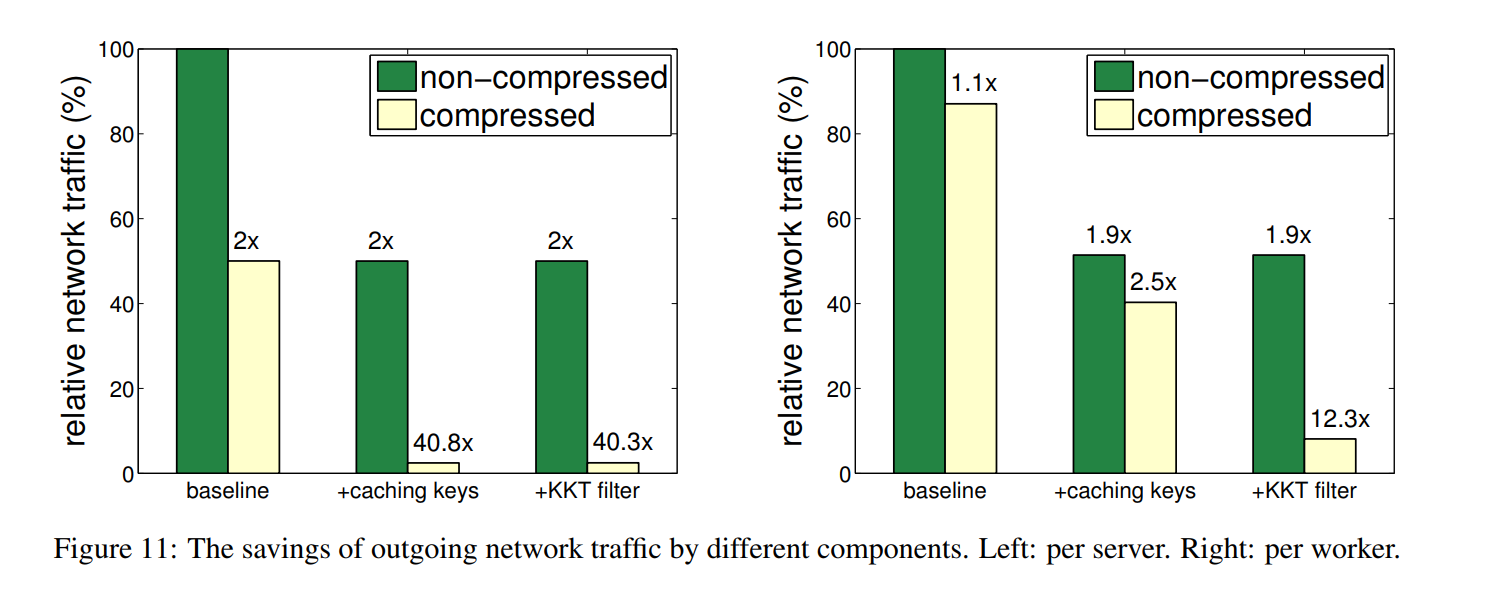 relative network traffic (%)
100
80
60
40
20
0
non−compressed
compressed
2x
2x
40.8x
2x
40.3x
baseline
+caching keys
+KKT filter
relative network traffic (%)
100
80
60
40
20
0
non−compressed
compressed
1.1x
1.9x
2.5x
1.9x
12.3x
baseline
+caching keys
+KKT filter
Figure 11: The savings of outgoing network traffic by different components. Left: per server. Right: per worker.